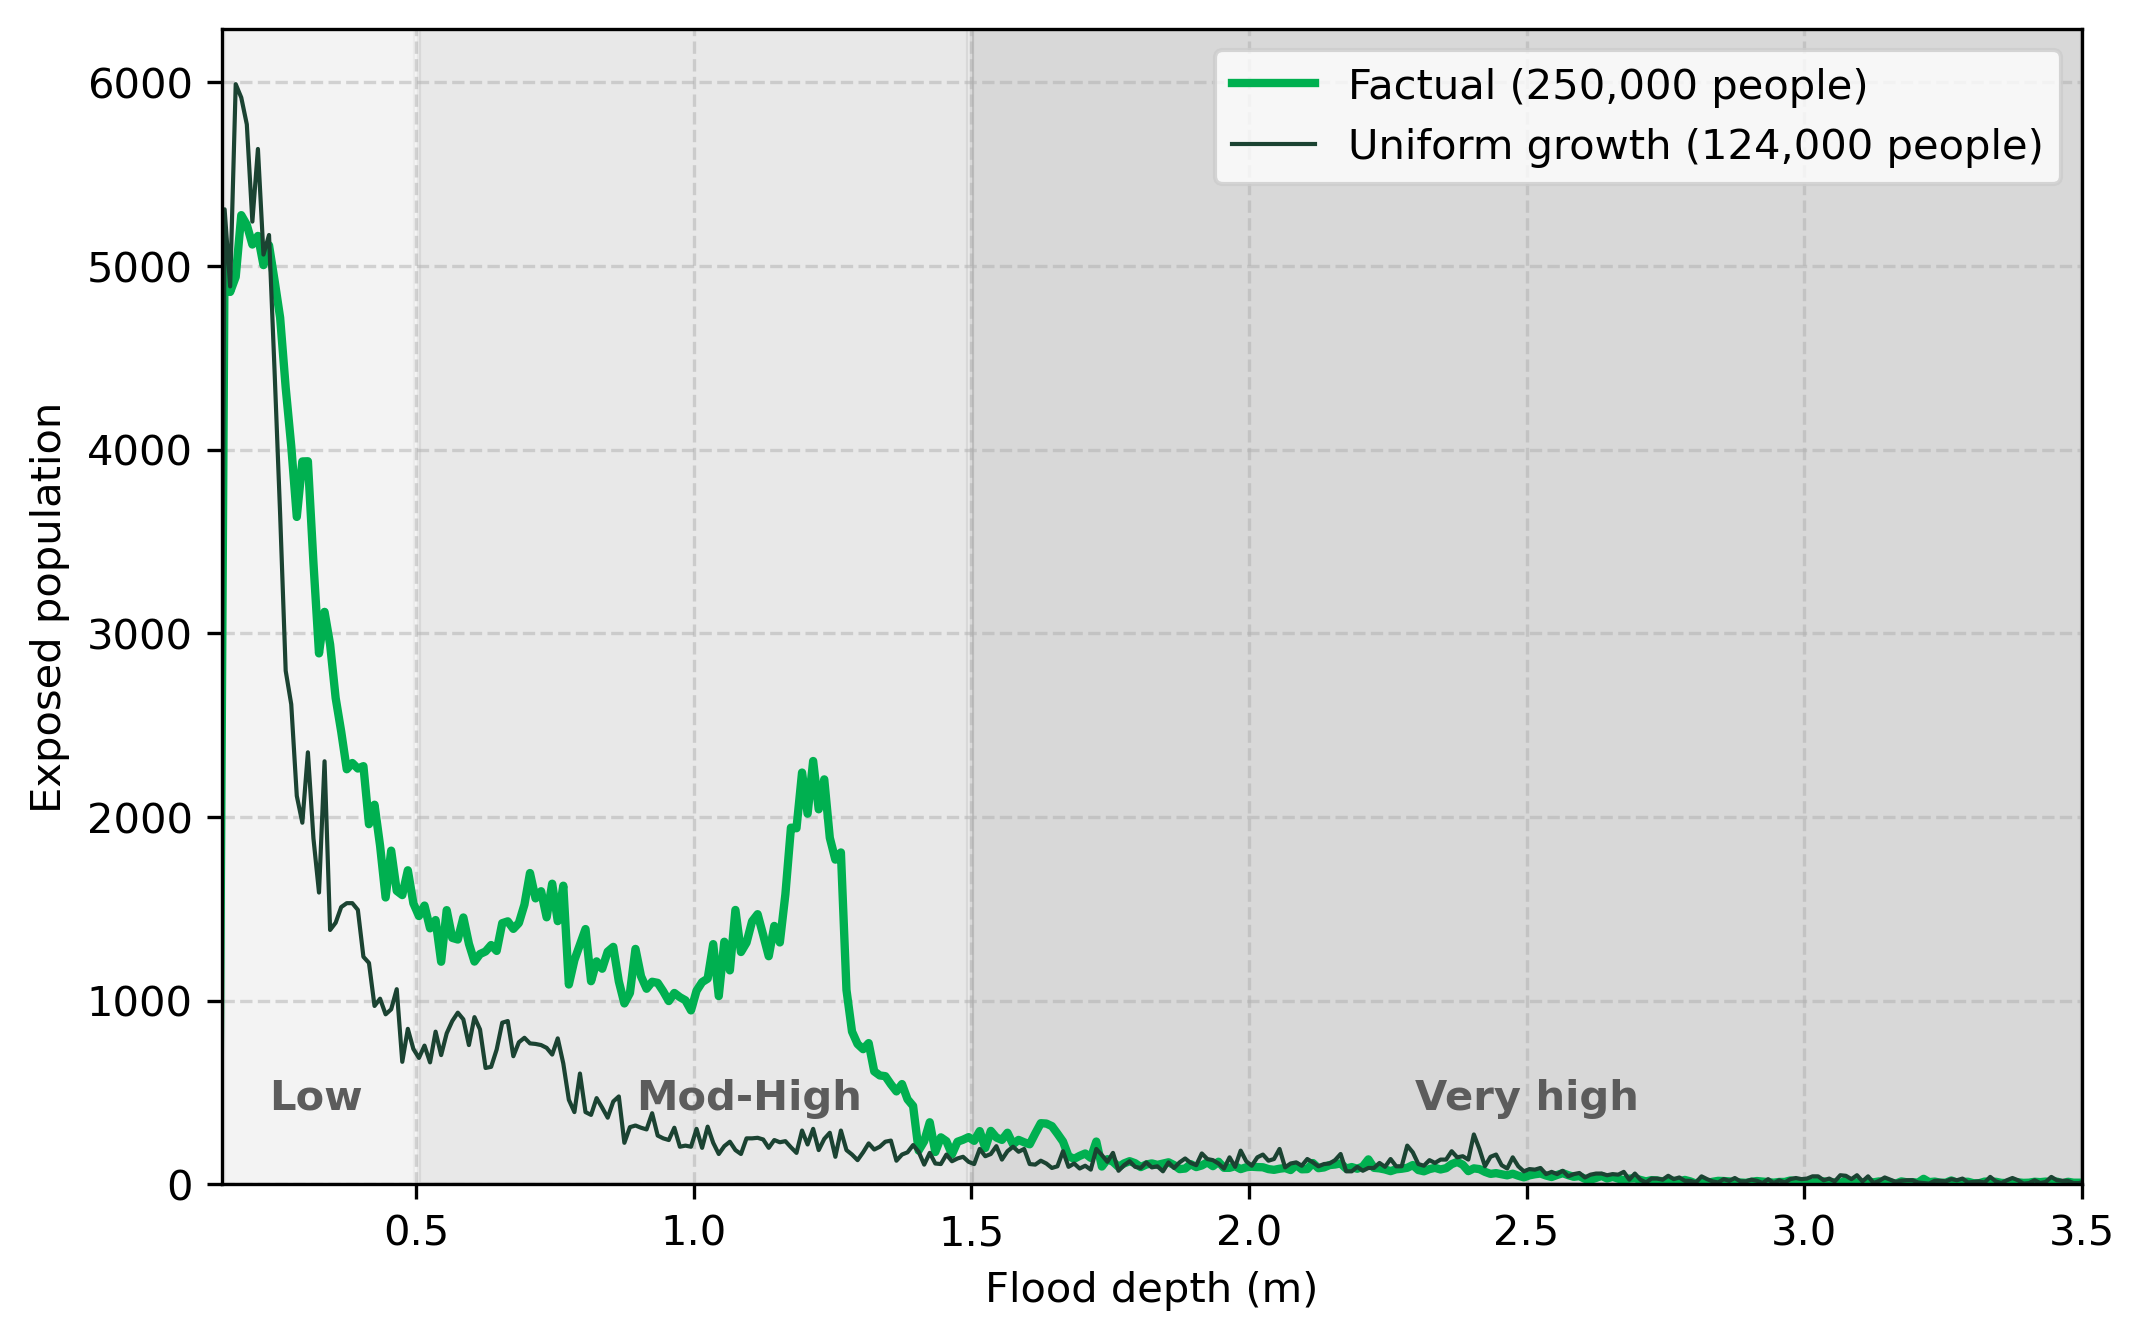 Factual (250,000 people)
Uniform growth (124,000 people)
6000
5000
4000
3000
2000
1000
0
Exposed population
Low
Mod-High
Very high
0.5
1.0
1.5
2.0
2.5
3.0
3.5
Flood depth (m)